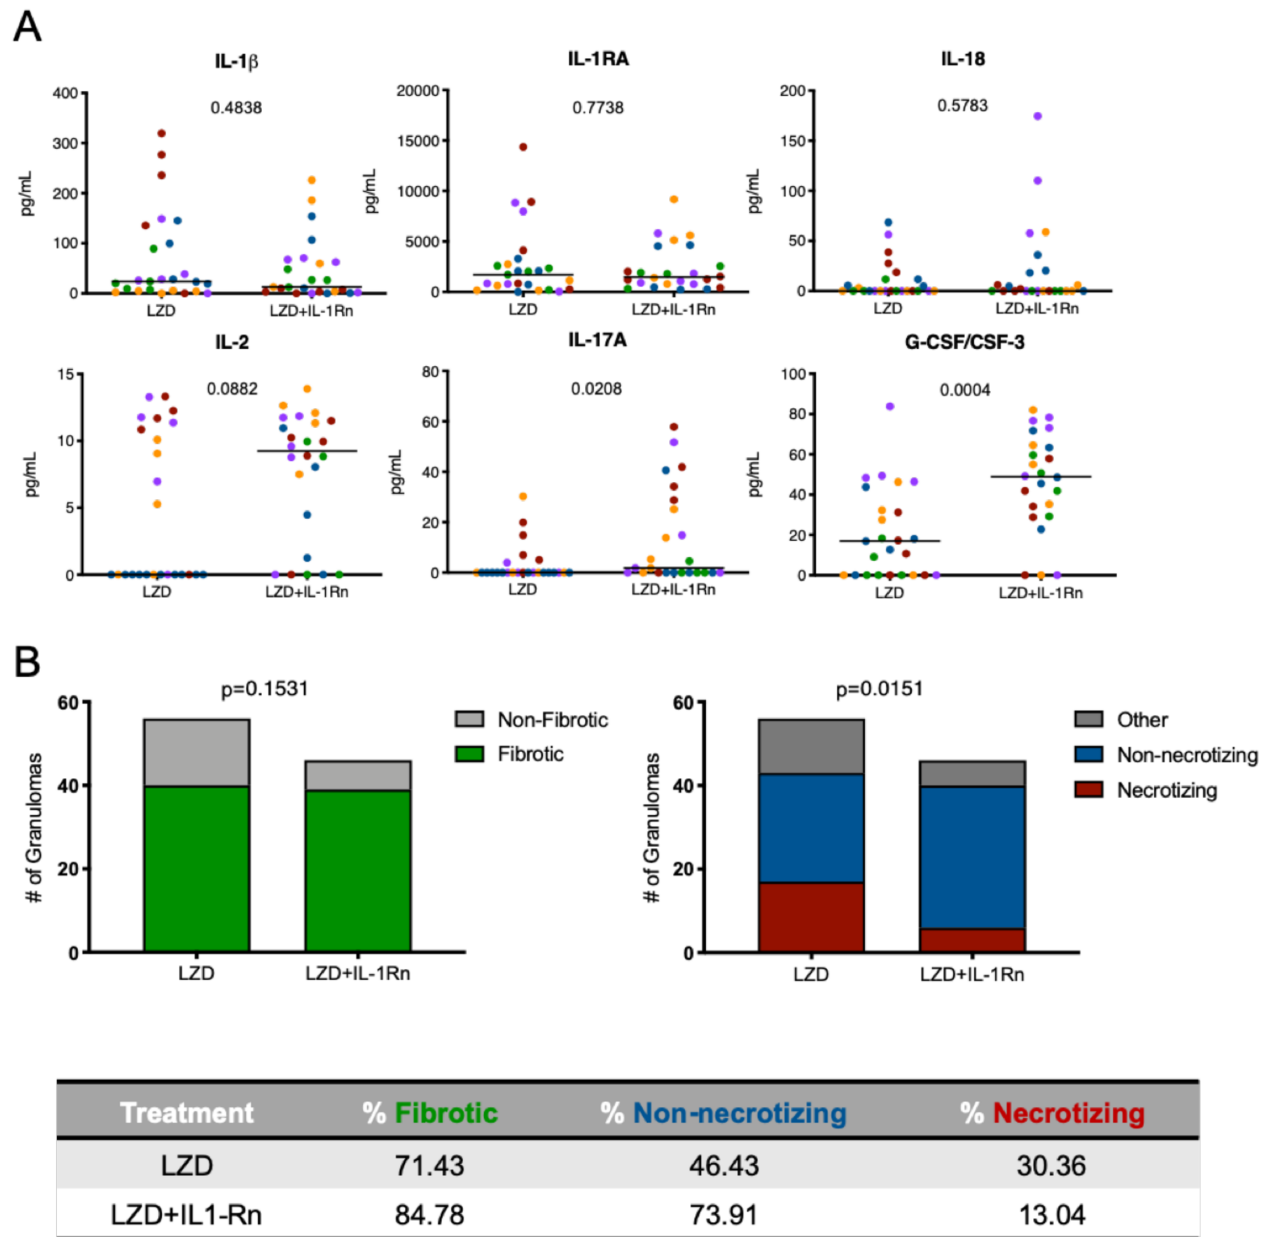 A
IL-1β
0.4838
400
300
200
100
0
pg/mL
LZD
LZD+IL-1Rn
IL-1RA
0.7738
20000
15000
10000
5000
0
pg/mL
LZD
LZD+IL-1Rn
IL-18
0.5783
200
150
100
50
0
pg/mL
LZD
LZD+IL-1Rn
IL-2
0.0882
15
10
5
0
pg/mL
LZD
LZD+IL-1Rn
IL-17A
0.0208
80
60
40
20
0
pg/mL
LZD
LZD+IL-1Rn
G-CSF/CSF-3
0.0004
100
80
60
40
20
0
pg/mL
LZD
LZD+IL-1Rn
B
p=0.1531
60
40
20
0
# of Granulomas
LZD
LZD+IL-1Rn
Non-Fibrotic
Fibrotic
p=0.0151
60
40
20
0
# of Granulomas
LZD
LZD+IL-1Rn
Other
Non-necrotizing
Necrotizing
Treatment % Fibrotic % Non-necrotizing % Necrotizing
LZD 71.43 46.43 30.36
LZD+IL1-Rn 84.78 73.91 13.04